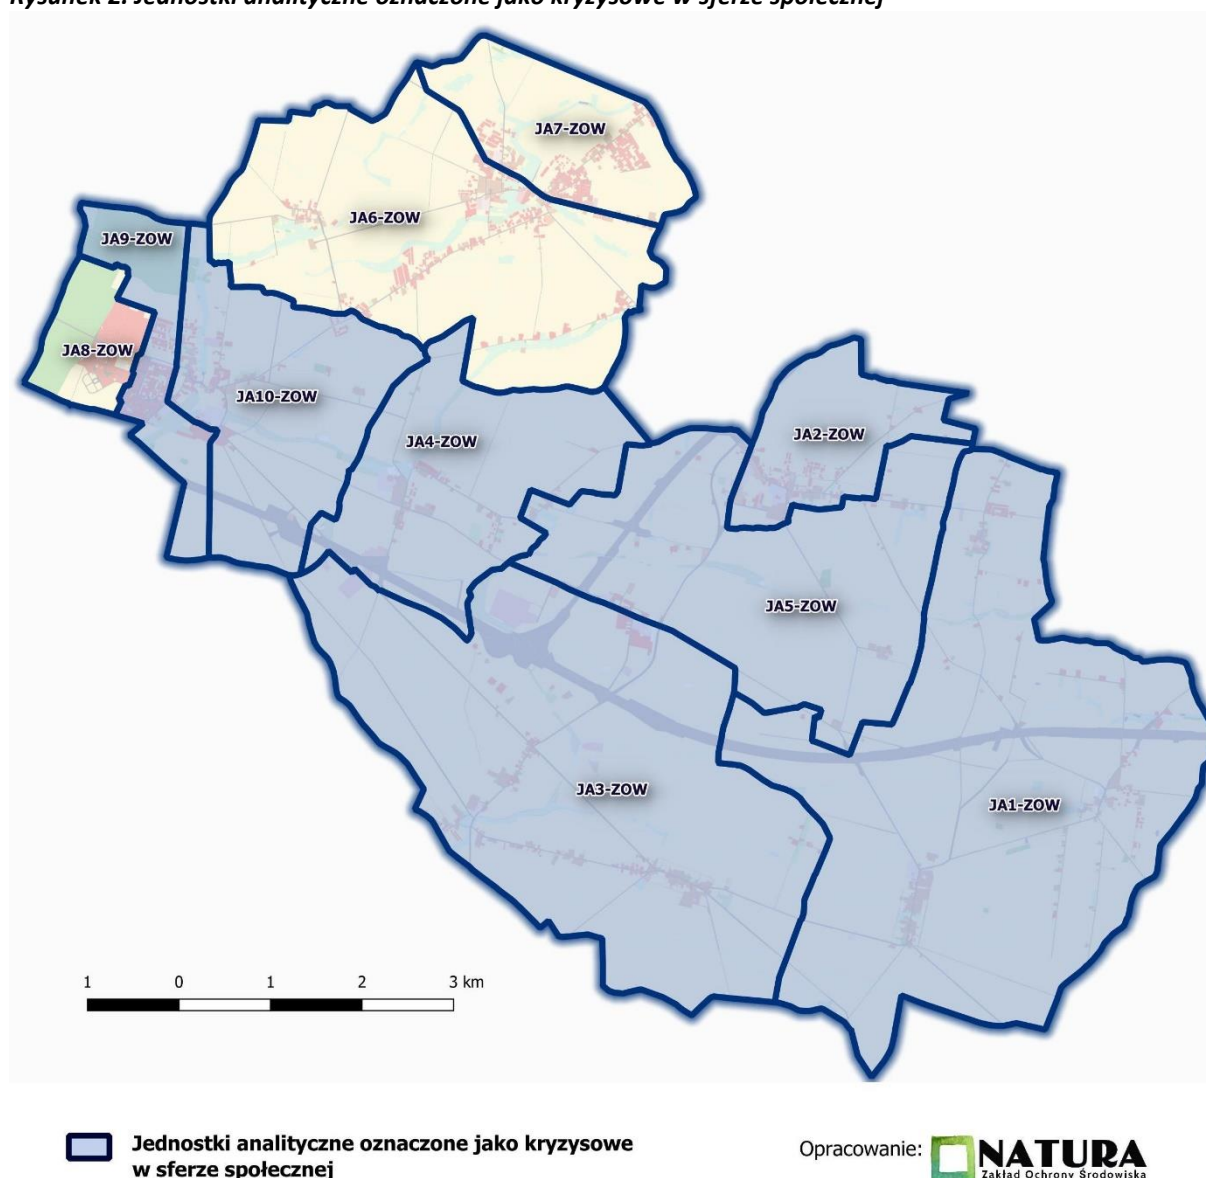 Rysunek 2. Jednostki analityczne oznaczone jako kryzysowe w sferze społecznej
JA7-ZOW
JA6-ZOW
JA9-ZOW
JA8-ZOW
JA10-ZOW
JA4-ZOW
JA2-ZOW
JA5-ZOW
JA3-ZOW
JA1-ZOW
1 0 1 2 3 km
Jednostki analityczne oznaczone jako kryzysowe
w sferze społecznej
Opracowanie:
NATURA
Zakład Ochrony Środowiska